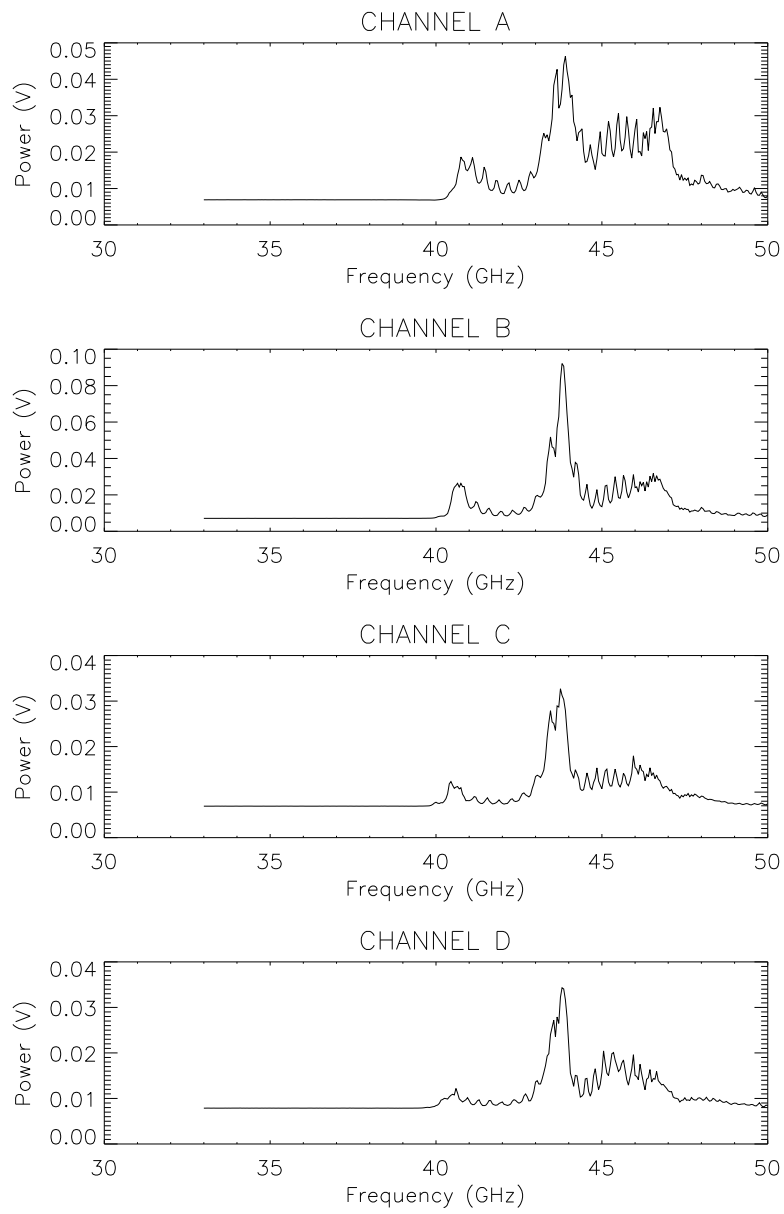 CHANNEL A
0.05
0.04
0.03
0.02
0.01
0.00
Power (V)
30 35 40 45 50
Frequency (GHz)
CHANNEL B
0.10
0.08
0.06
0.04
0.02
0.00
Power (V)
30 35 40 45 50
Frequency (GHz)
CHANNEL C
0.04
0.03
0.02
0.01
0.00
Power (V)
30 35 40 45 50
Frequency (GHz)
CHANNEL D
0.04
0.03
0.02
0.01
0.00
Power (V)
30 35 40 45 50
Frequency (GHz)